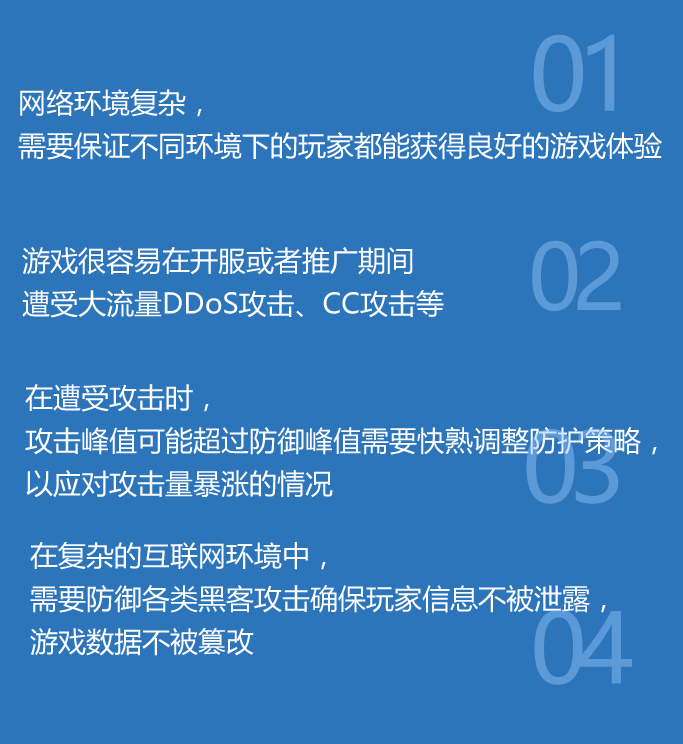 01
网络环境复杂，
需要保证不同环境下的玩家都能获得良好的游戏体验
02
游戏很容易在开服或者推广期间
遭受大流量DDoS攻击、CC攻击等
03
在遭受攻击时，
攻击峰值可能超过防御峰值需要快熟调整防护策略，
以应对攻击量暴涨的情况
04
在复杂的互联网环境中，
需要防御各类黑客攻击确保玩家信息不被泄露，
游戏数据不被篡改